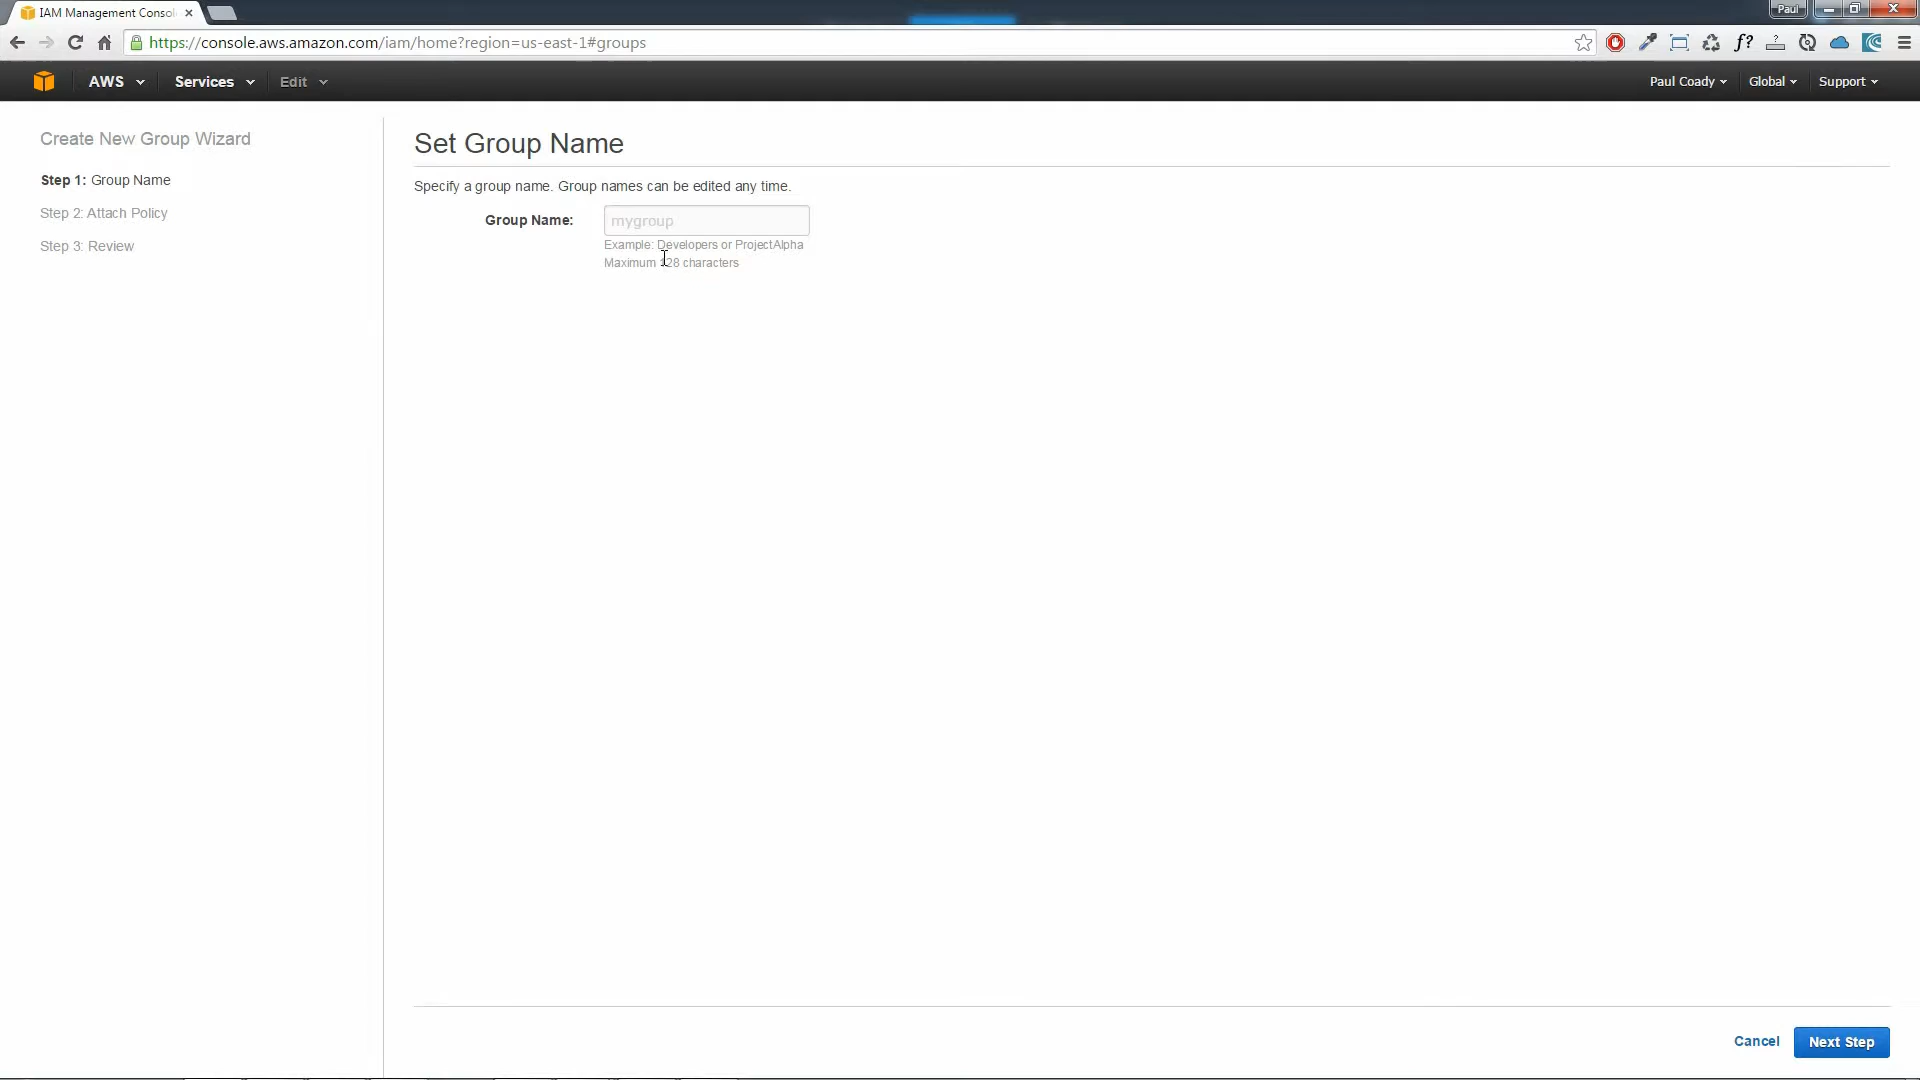 IAM Management Consol
Paul
https://console.aws.amazon.com/iam/home?region=us-east-1#groups
f?
AWS
Services
Edit
Paul Coady
Global
Support
Create New Group Wizard
Step 1: Group Name
Step 2: Attach Policy
Step 3: Review
Set Group Name
Specify a group name. Group names can be edited any time.
Group Name:
mygroup
Example: Developers or ProjectAlpha
Maximum 128 characters
Cancel
Next Step